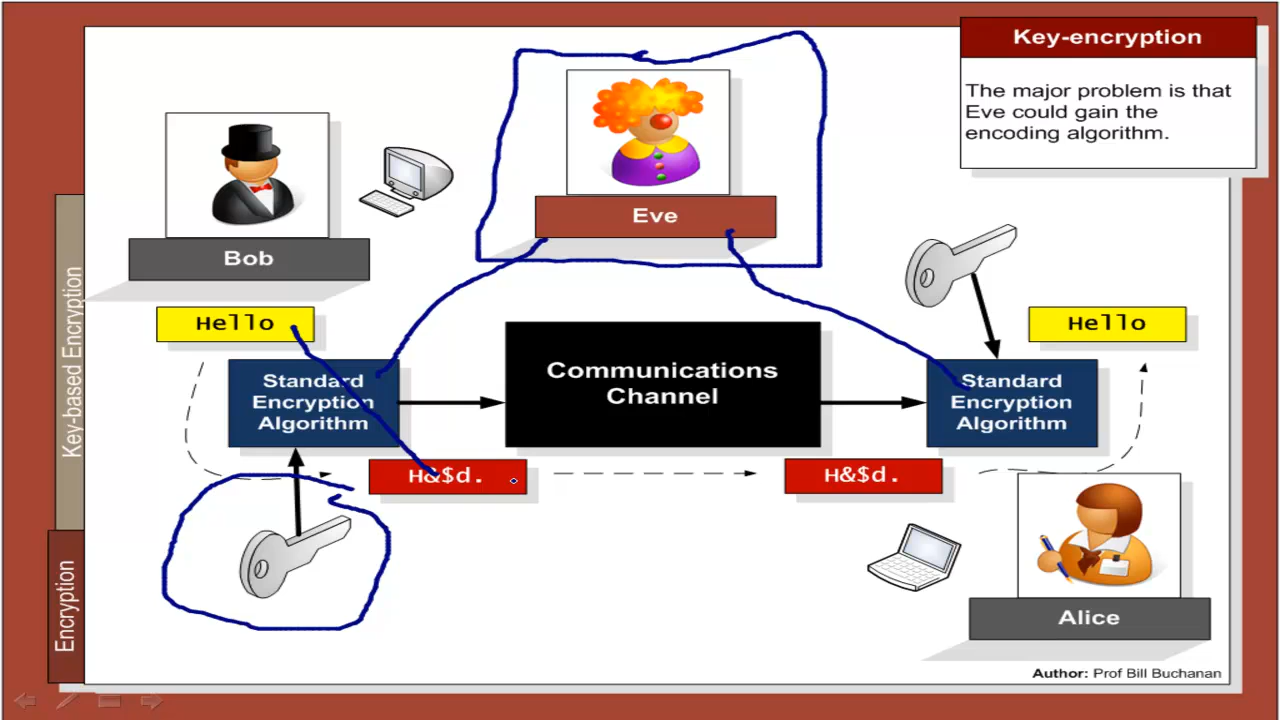 Key-encryption
The major problem is that
Eve could gain the
encoding algorithm.
Eve
Bob
Hello
Hello
Standard
Encryption
Algorithm
Communications
Channel
Standard
Encryption
Algorithm
H&$d.
H&$d.
Alice
Author: Prof Bill Buchanan
Key-based Encryption
Encryption